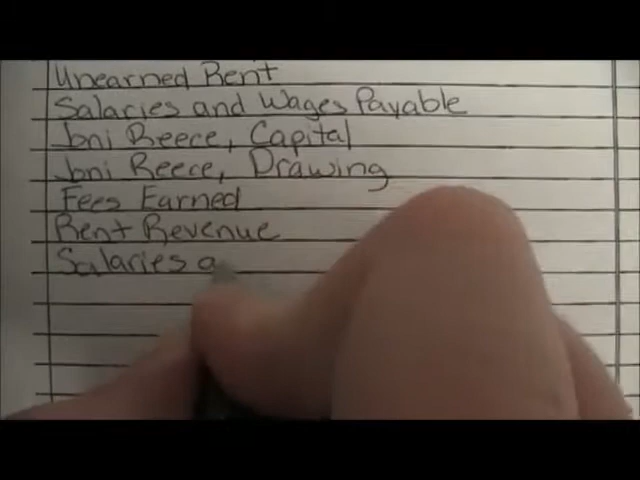 Unearned Rent
Salaries and Wages Payable
Joni Reece, Capital
Joni Reece, Drawing
Fees Earned
Rent Revenue
Salaries a